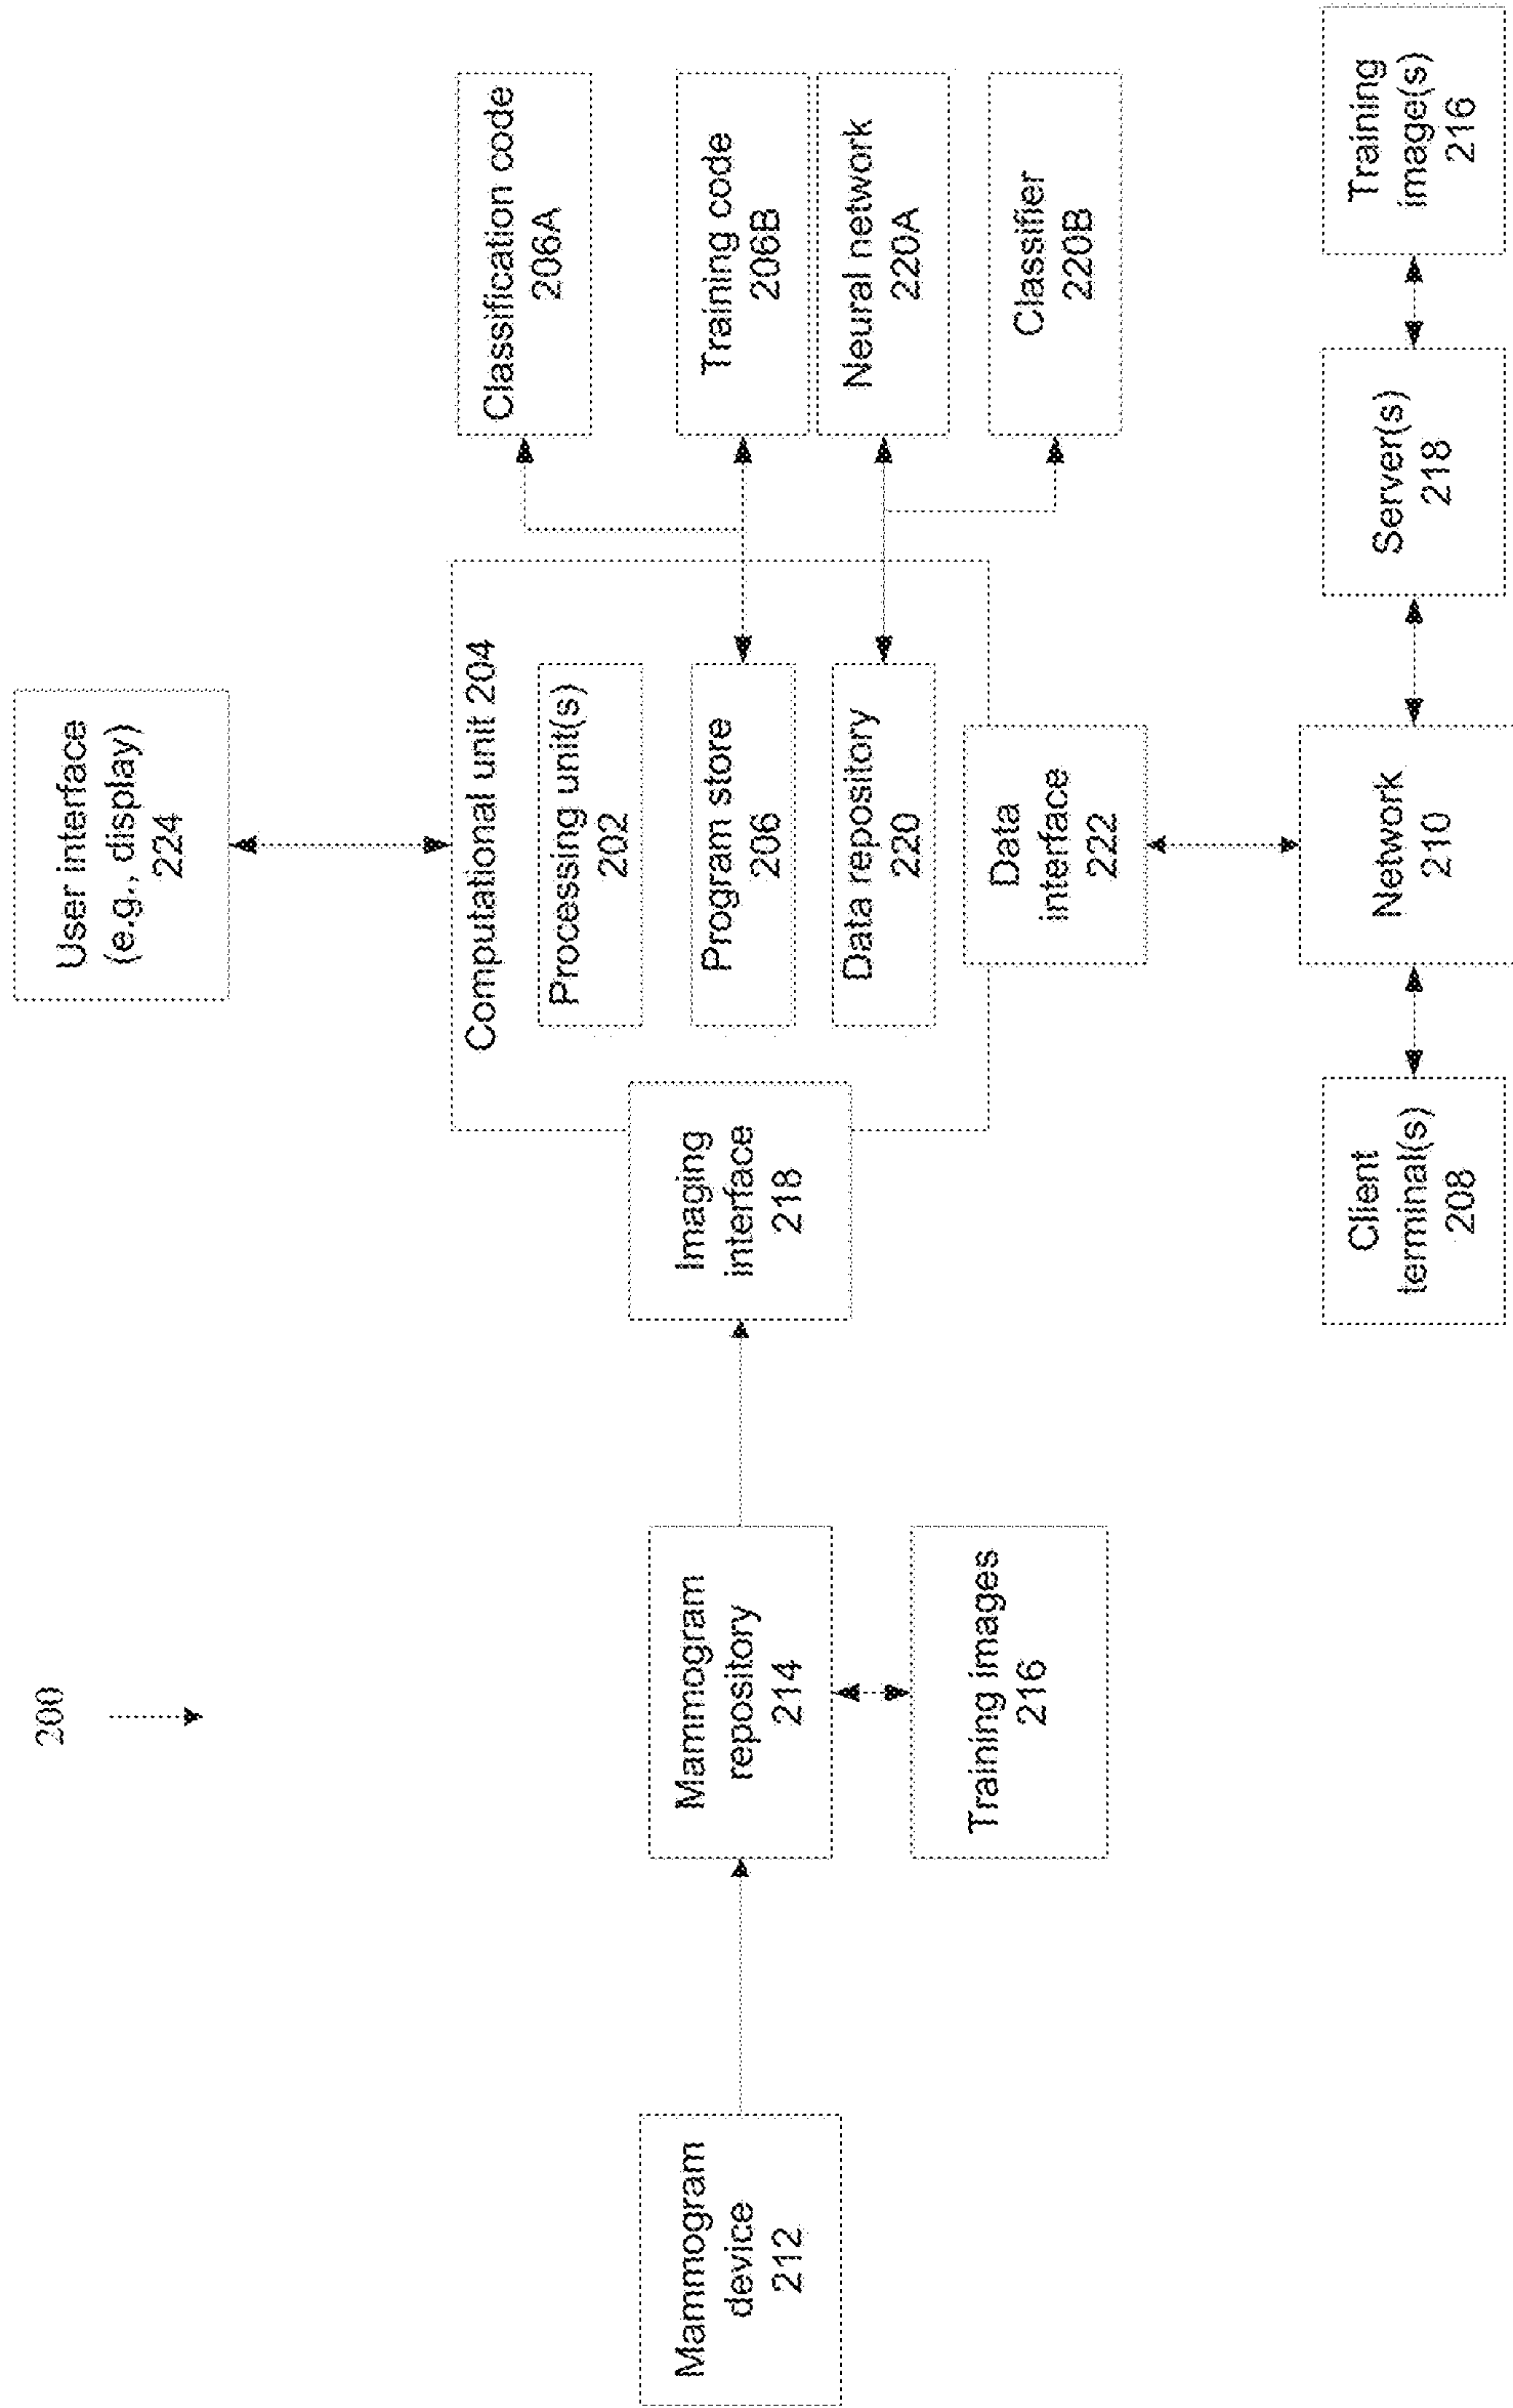 200
User interface
(e.g., display)
224
Computational unit 204
Processing unit(s)
202
Program store
206
Data repository
220
Classification code
206A
Training code
206B
Neural network
220A
Classifier
220B
Mammogram
device
212
Mammogram
repository
214
Training images
216
Imaging
interface
218
Data
interface
222
Client
terminal(s)
208
Network
210
Server(s)
218
Training
image(s)
216